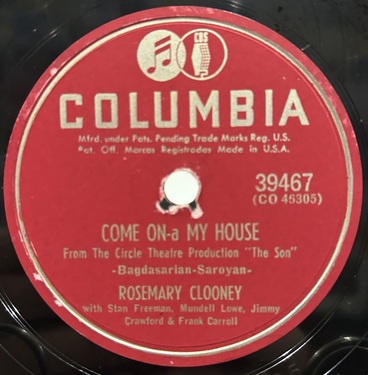 CBS
COLUMBIA
Mfrd. under Pats. Pending Trade Marks Reg. U.S.
Pat. Off. Marcas Registradas Made in U.S.A.
39467
(CO 45305)
COME ON-a MY HOUSE
From The Circle Theatre Production "The Son"
-Bagdasarian-Saroyan-
ROSEMARY CLOONEY
with Stan Freeman, Mundell Lowe, Jimmy
Crawford & Frank Carroll